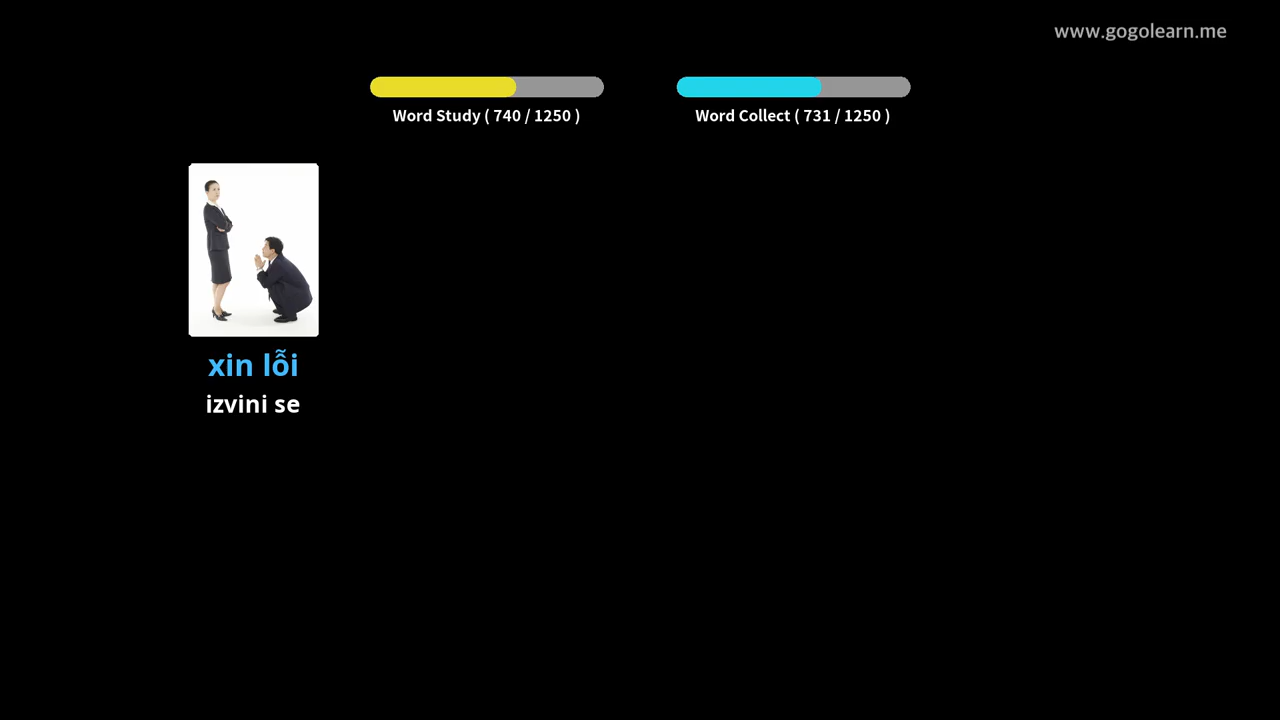 www.gogolearn.me
Word Study ( 740 / 1250 )
Word Collect ( 731 / 1250 )
xin lỗi
izvini se